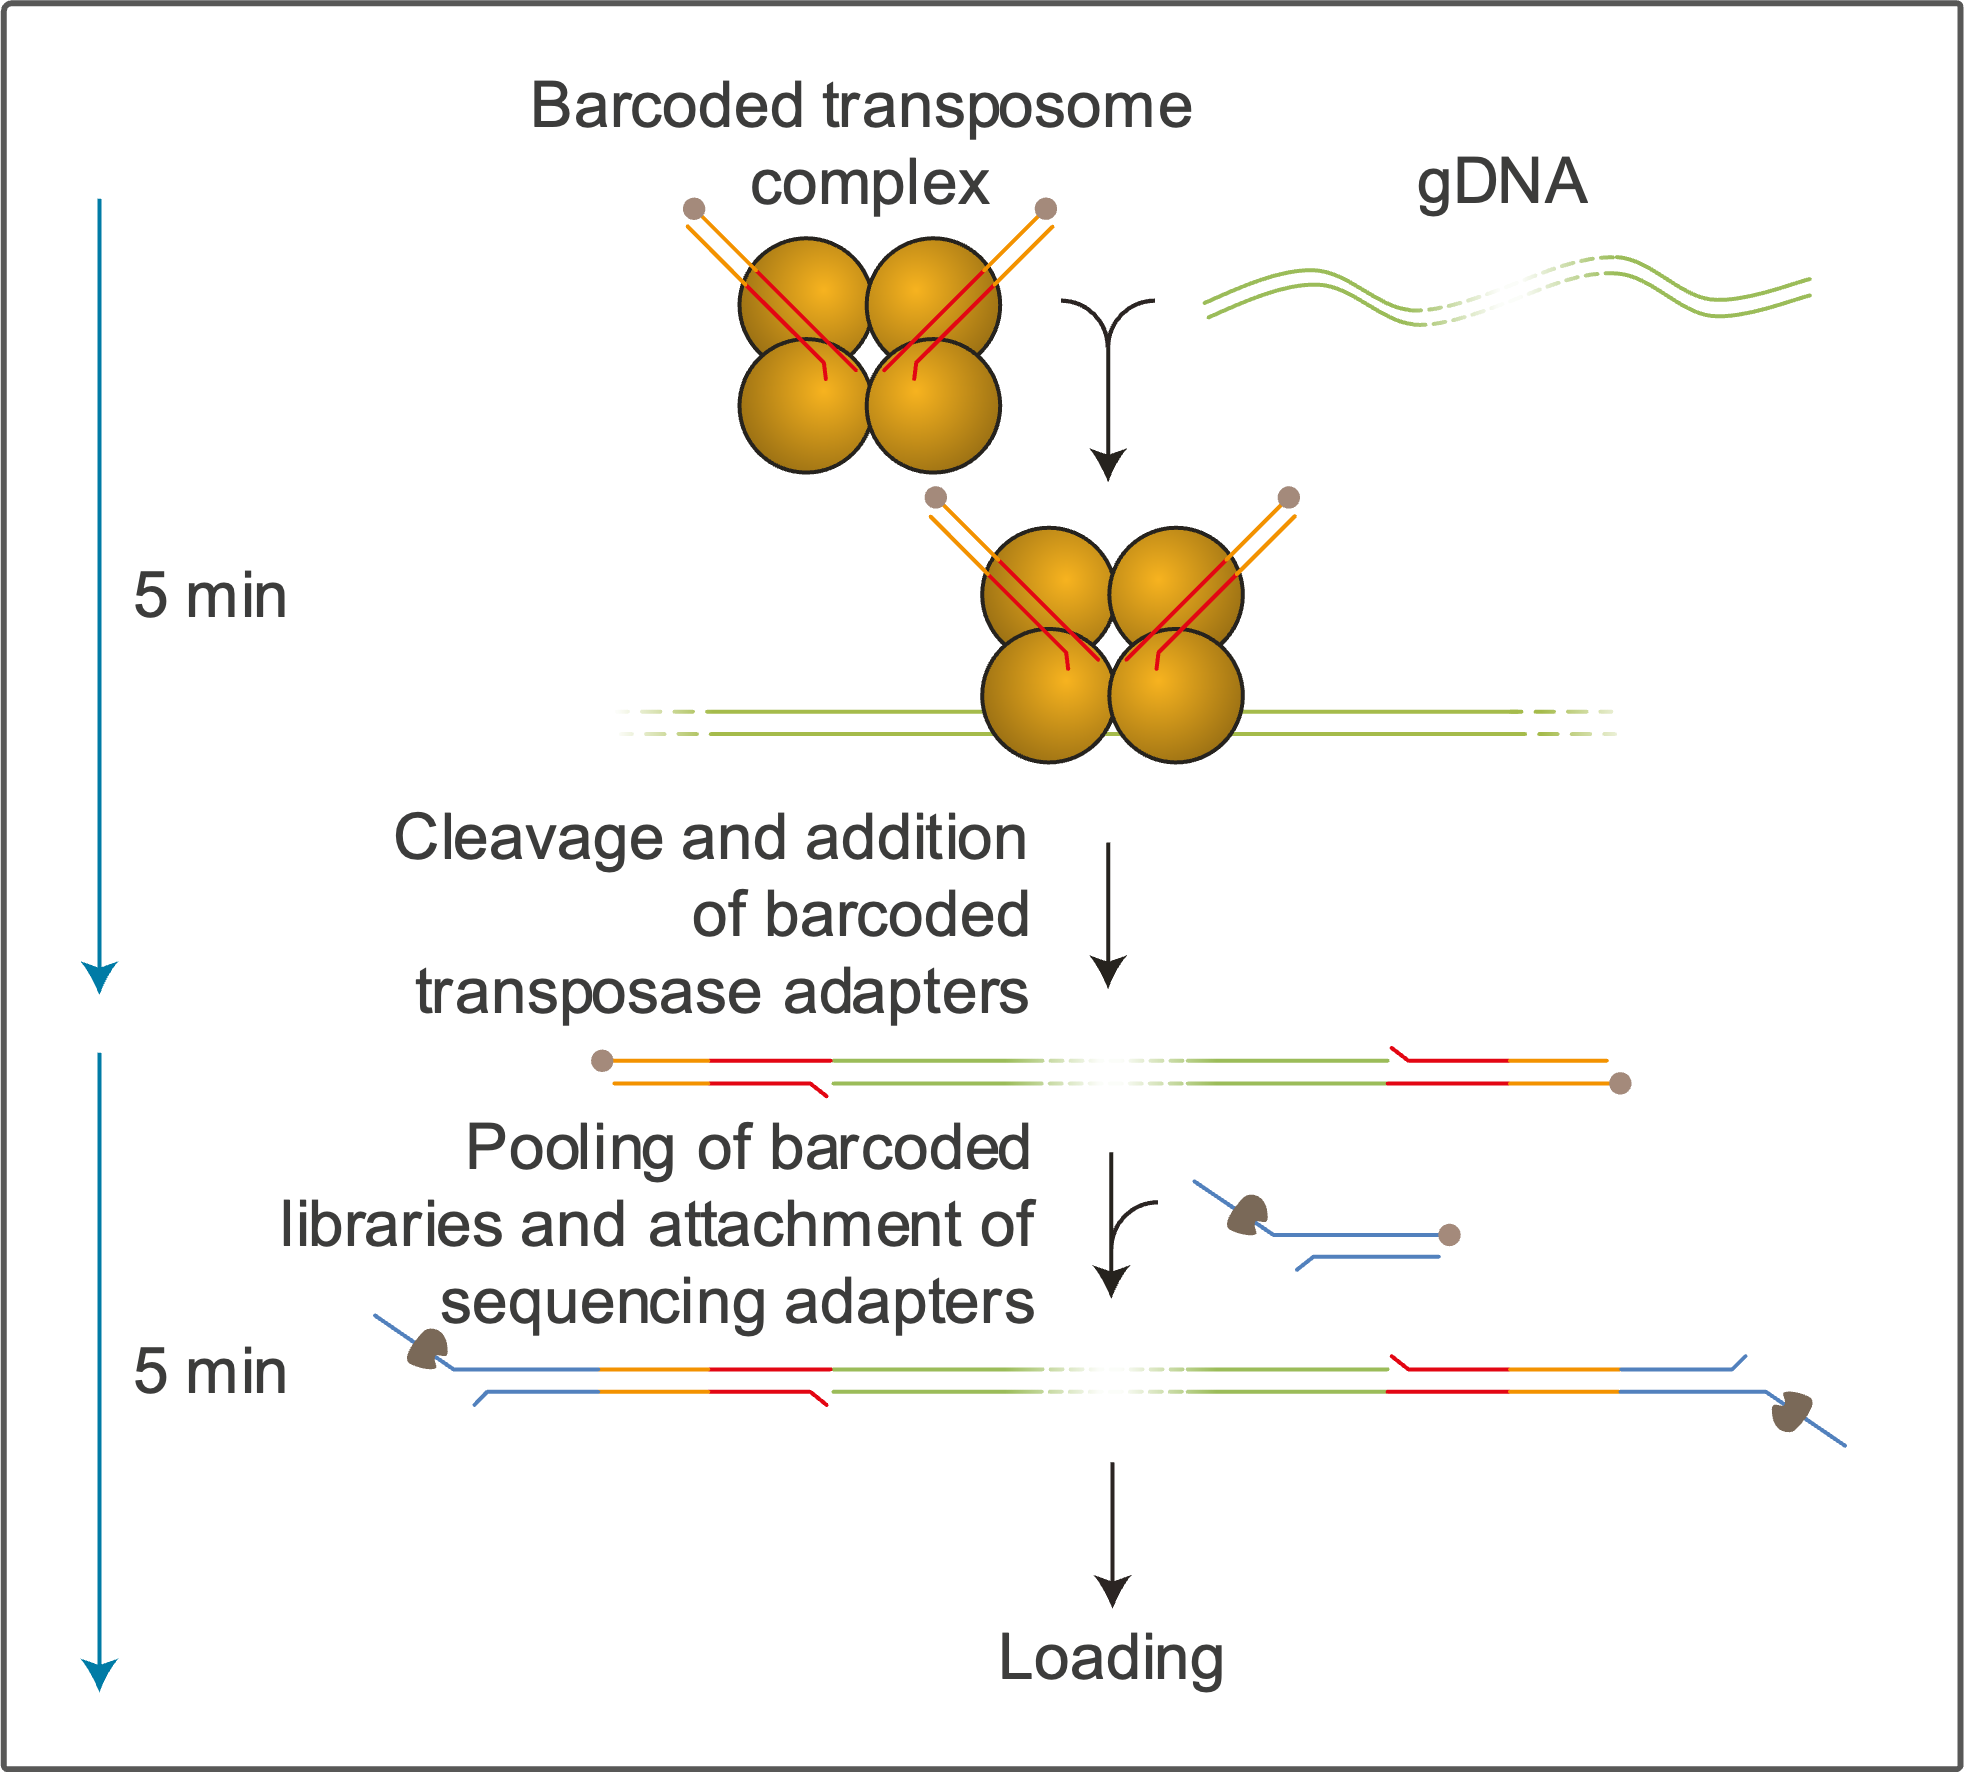 Barcoded transposome
complex
gDNA
5 min
Cleavage and addition
of barcoded
transposase adapters
Pooling of barcoded
libraries and attachment of
sequencing adapters
5 min
Loading